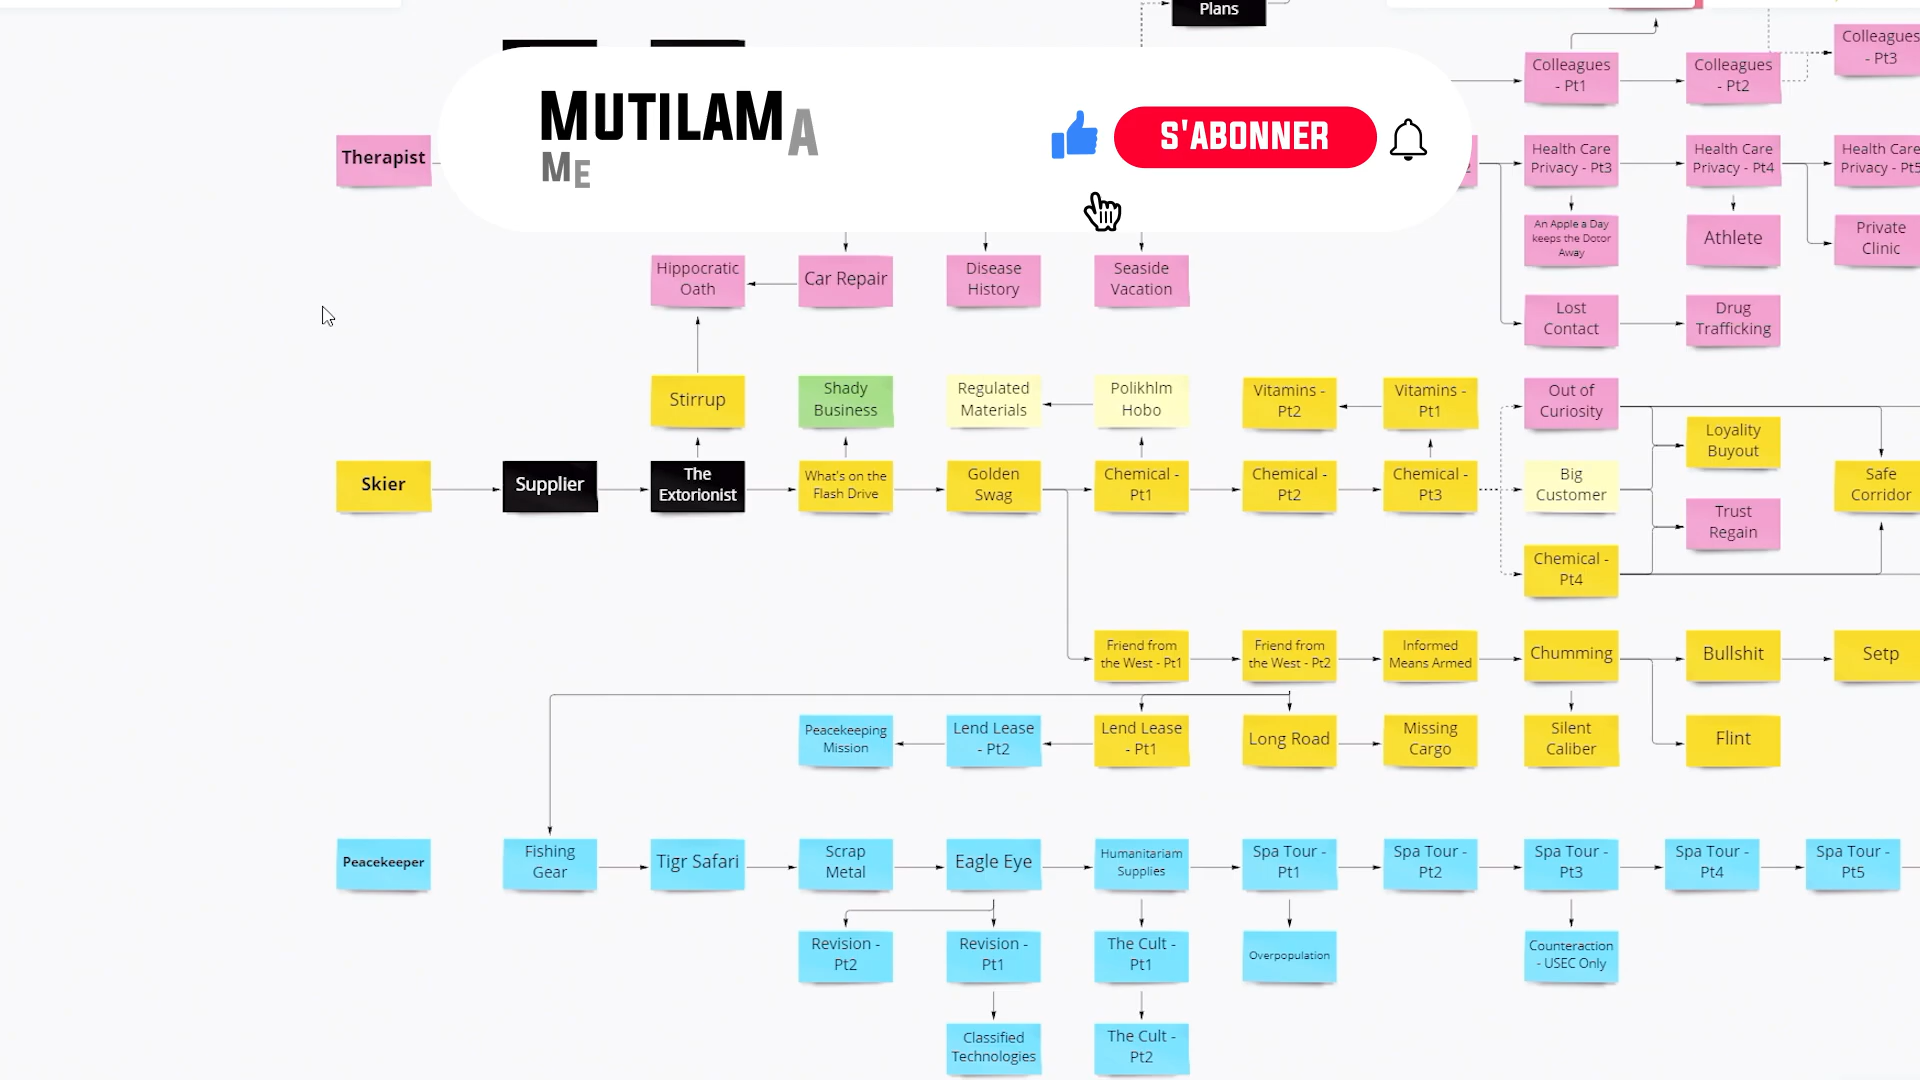 Plans
Colleagues
- Pt3
Colleagues
- Pt1
Colleagues
- Pt2
MUTILAMA
ME
S'ABONNER
Therapist
Health Care
Privacy - Pt3
Health Care
Privacy - Pt4
Health Care
Privacy - Pt5
An Apple a Day
keeps the Dotor
Away
Athlete
Private
Clinic
Hippocratic
Oath
Car Repair
Disease
History
Seaside
Vacation
Lost
Contact
Drug
Trafficking
Stirrup
Shady
Business
Regulated
Materials
Polikhlm
Hobo
Vitamins -
Pt2
Vitamins -
Pt1
Out of
Curiosity
Loyality
Buyout
Skier
Supplier
The
Extorionist
What's on the
Flash Drive
Golden
Swag
Chemical -
Pt1
Chemical -
Pt2
Chemical -
Pt3
Big
Customer
Safe
Corridor
Trust
Regain
Chemical -
Pt4
Friend from
the West - Pt1
Friend from
the West - Pt2
Informed
Means Armed
Chumming
Bullshit
Setp
Peacekeeping
Mission
Lend Lease
- Pt2
Lend Lease
- Pt1
Long Road
Missing
Cargo
Silent
Caliber
Flint
Peacekeeper
Fishing
Gear
Tigr Safari
Scrap
Metal
Eagle Eye
Humanitariam
Supplies
Spa Tour -
Pt1
Spa Tour -
Pt2
Spa Tour -
Pt3
Spa Tour -
Pt4
Spa Tour -
Pt5
Revision -
Pt2
Revision -
Pt1
The Cult -
Pt1
Overpopulation
Counteraction
- USEC Only
Classified
Technologies
The Cult -
Pt2